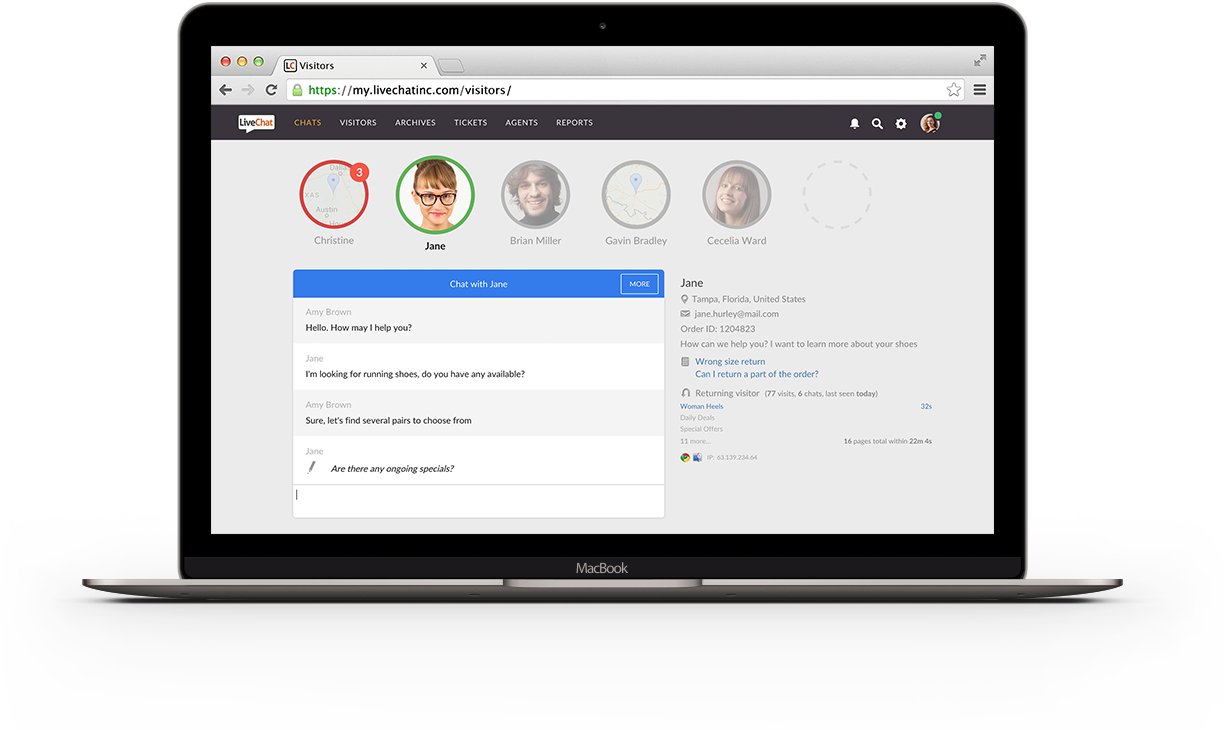 LC Visitors
https://my.livechatinc.com/visitors/
LiveChat CHATS VISITORS ARCHIVES TICKETS AGENTS REPORTS
3
Dalla
XAS
Austin
Christine
Jane
Brian Miller
Gavin Bradley
Cecelia Ward
Chat with Jane MORE
Amy Brown
Hello. How may I help you?
Jane
I'm looking for running shoes, do you have any available?
Amy Brown
Sure, let's find several pairs to choose from
Jane
Are there any ongoing specials?
Jane
Tampa, Florida, United States
jane.hurley@mail.com
Order ID: 1204823
How can we help you? I want to learn more about your shoes
Wrong size return
Can I return a part of the order?
Returning visitor (77 visits, 6 chats, last seen today)
Woman Heels 32s
Daily Deals
Special Offers
11 more... 16 pages total within 22m 4s
IP: 63.139.234.64
MacBook